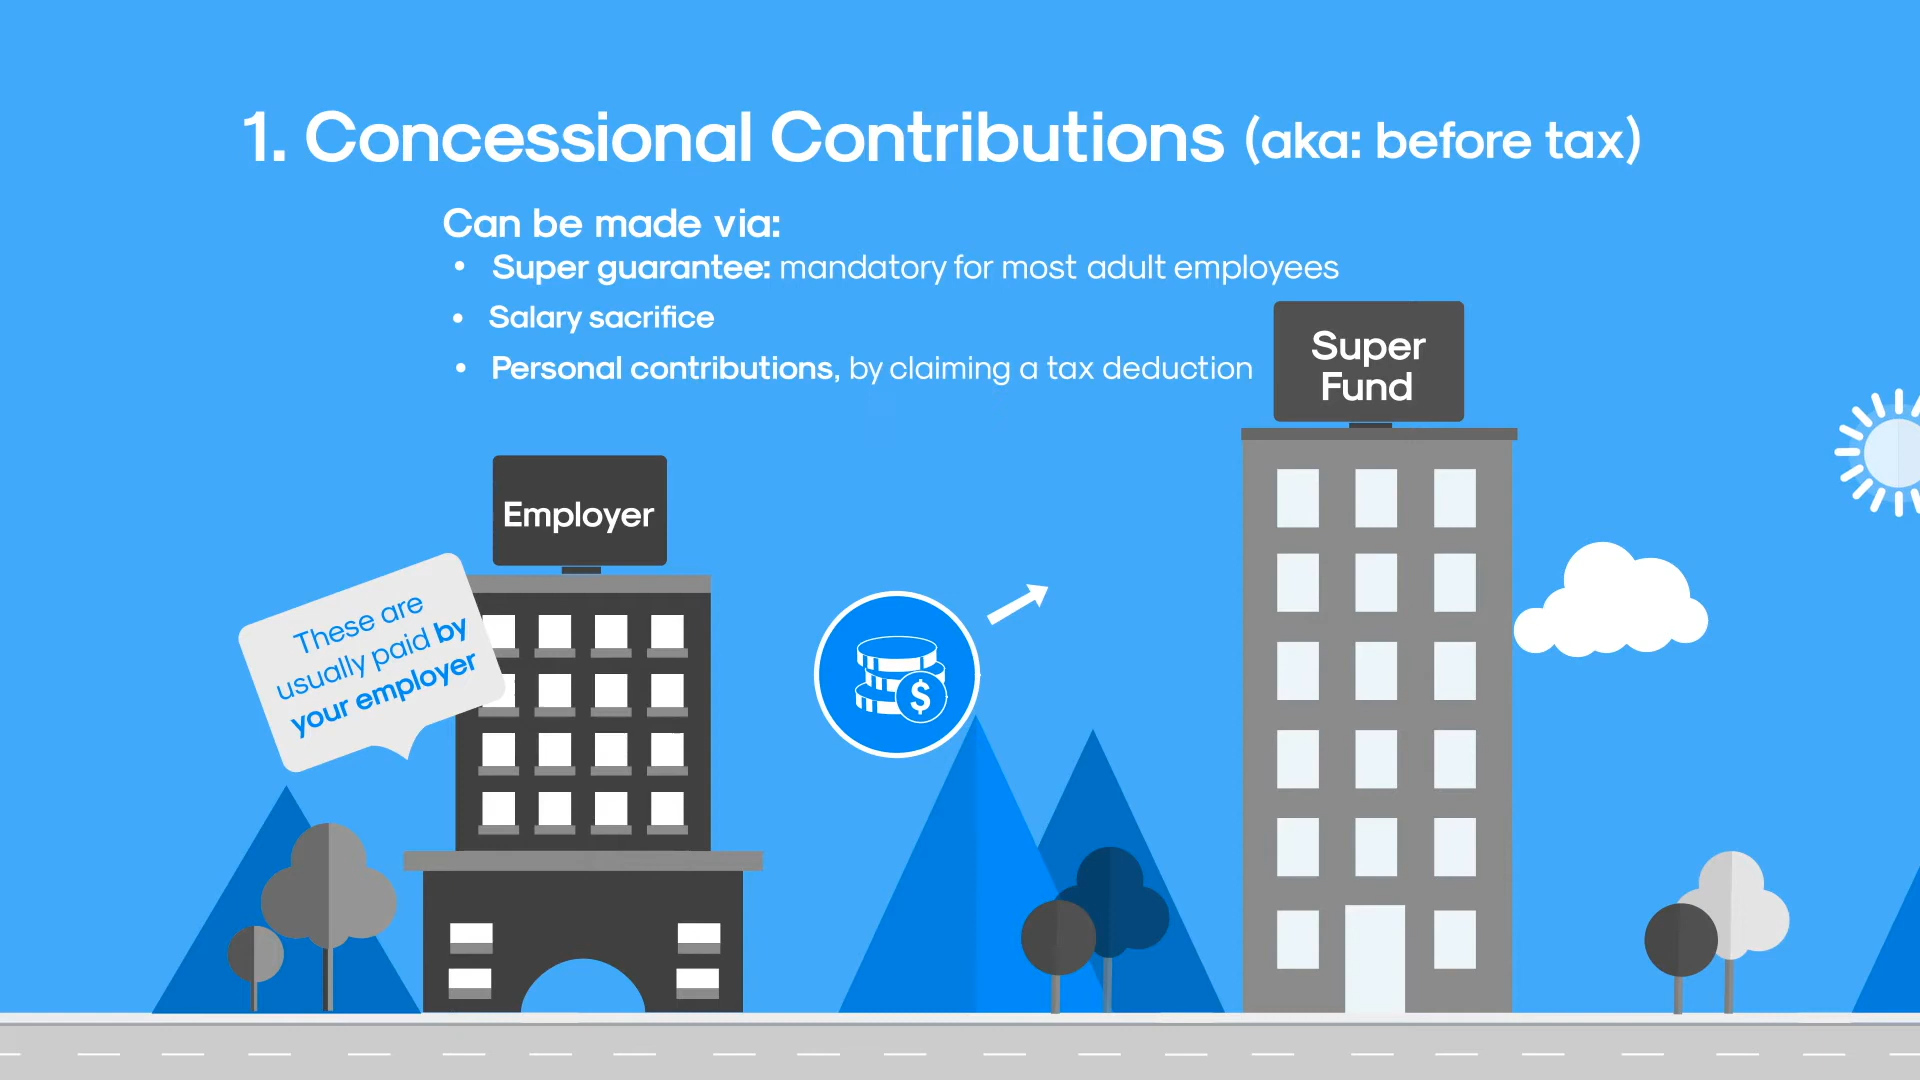 1. Concessional Contributions (aka: before tax)
Can be made via:
• Super guarantee: mandatory for most adult employees
• Salary sacrifice
• Personal contributions, by claiming a tax deduction
Super
Fund
Employer
These are
usually paid by
your employer
$